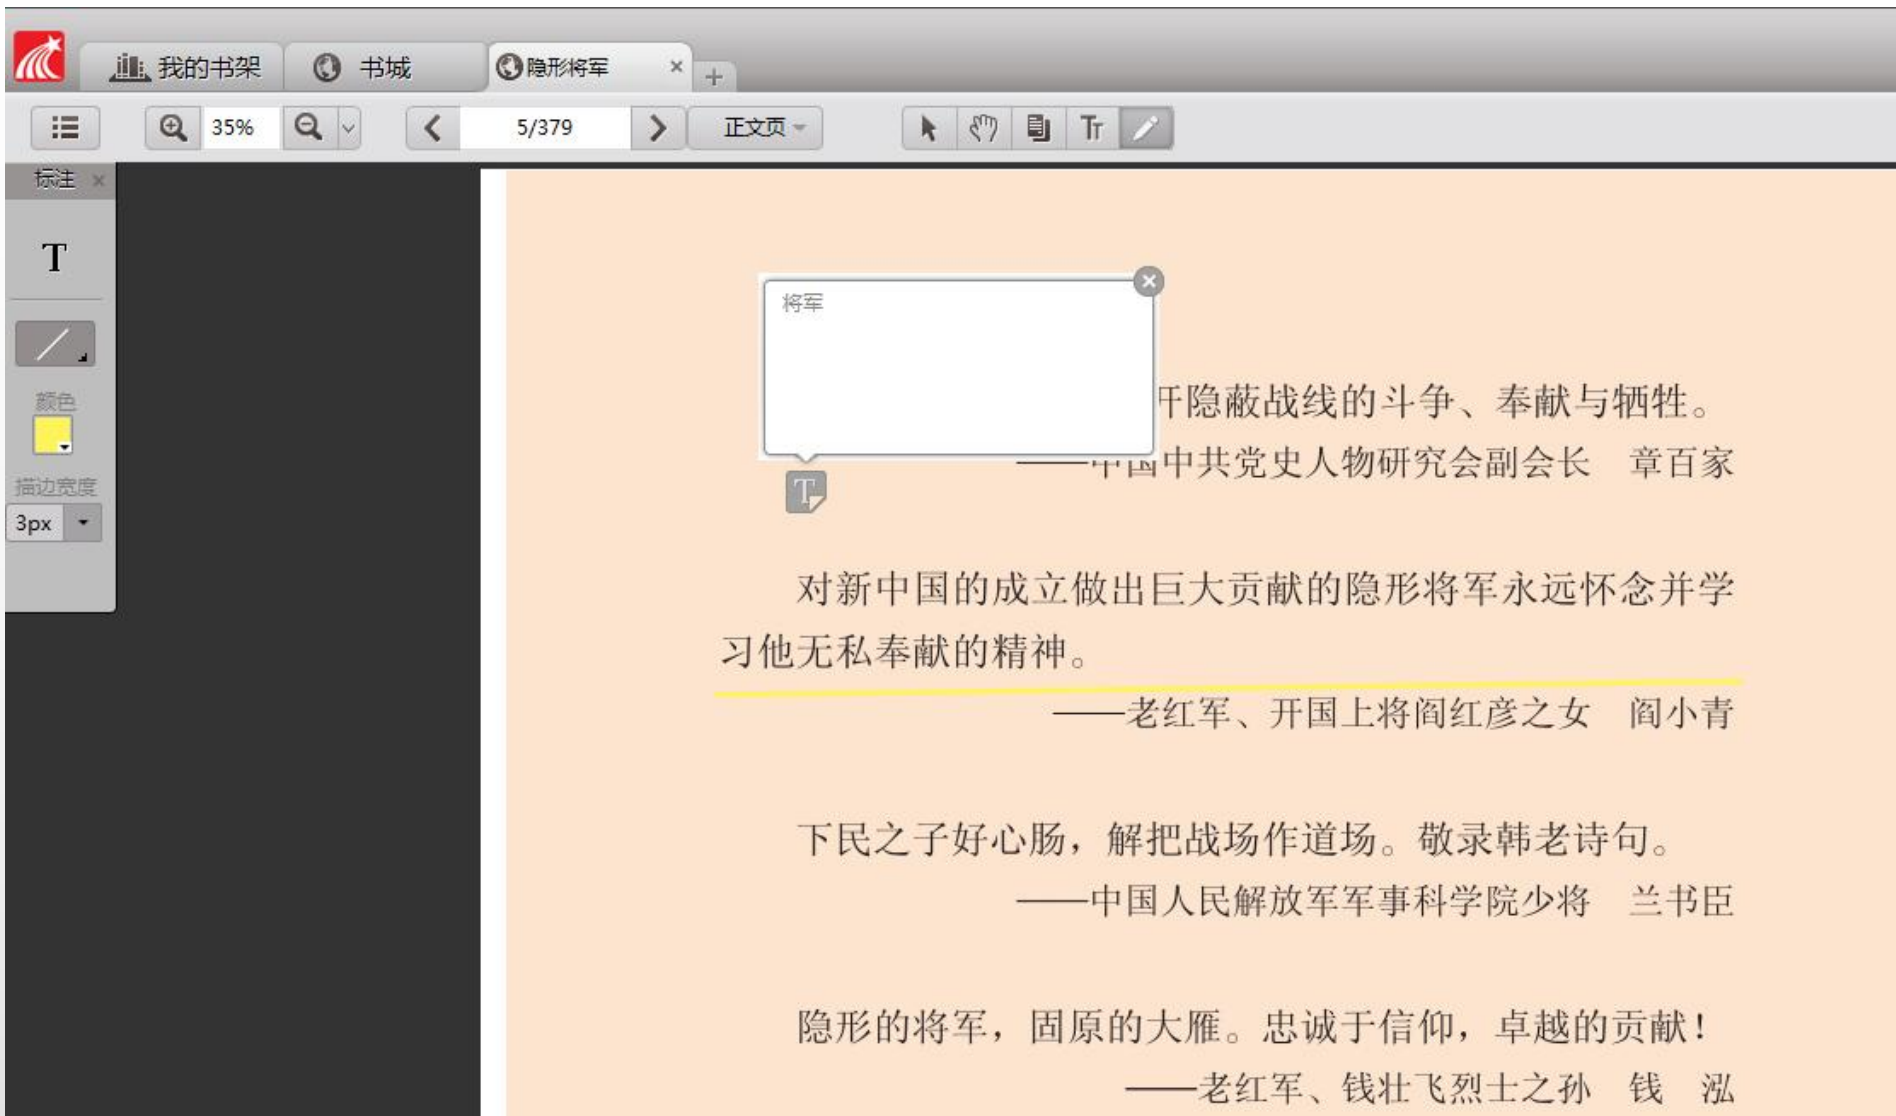 我的书架 书城 隐形将军
35% 5/379 正文页
标注
T
颜色
描边宽度
3px
将军
隐蔽战线的斗争、奉献与牺牲。
——中国中共党史人物研究会副会长 章百家
对新中国的成立做出巨大贡献的隐形将军永远怀念并学
习他无私奉献的精神。
——老红军、开国上将阎红彦之女 阎小青
下民之子好心肠，解把战场作道场。敬录韩老诗句。
——中国人民解放军军事科学院少将 兰书臣
隐形的将军，固原的大雁。忠诚于信仰，卓越的贡献！
——老红军、钱壮飞烈士之孙 钱 泓